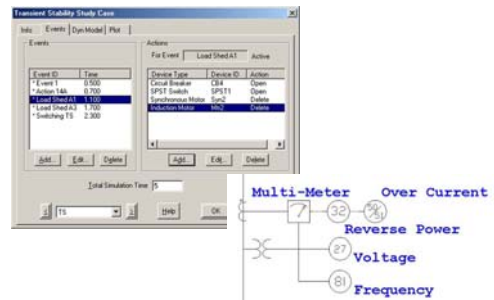 Transient Stability Study Case
Info Events Dyn Model Plot
Events
Event ID Time
* Event 1 0.500
* Action 14A 0.700
* Load Shed A1 1.100
* Load Shed A3 1.700
* Switching TS 2.300
Add... Edit... Delete
Actions
For Event Load Shed A1 Active
Device Type Device ID Action
Circuit Breaker CB4 Open
SPST Switch SPST1 Open
Synchronous Motor Syn2 Delete
Induction Motor Mtr2 Delete
Add... Edit... Delete
Total Simulation Time 5
TS Help OK
Multi-Meter Over Current
32 50/51
Reverse Power
27 Voltage
81 Frequency